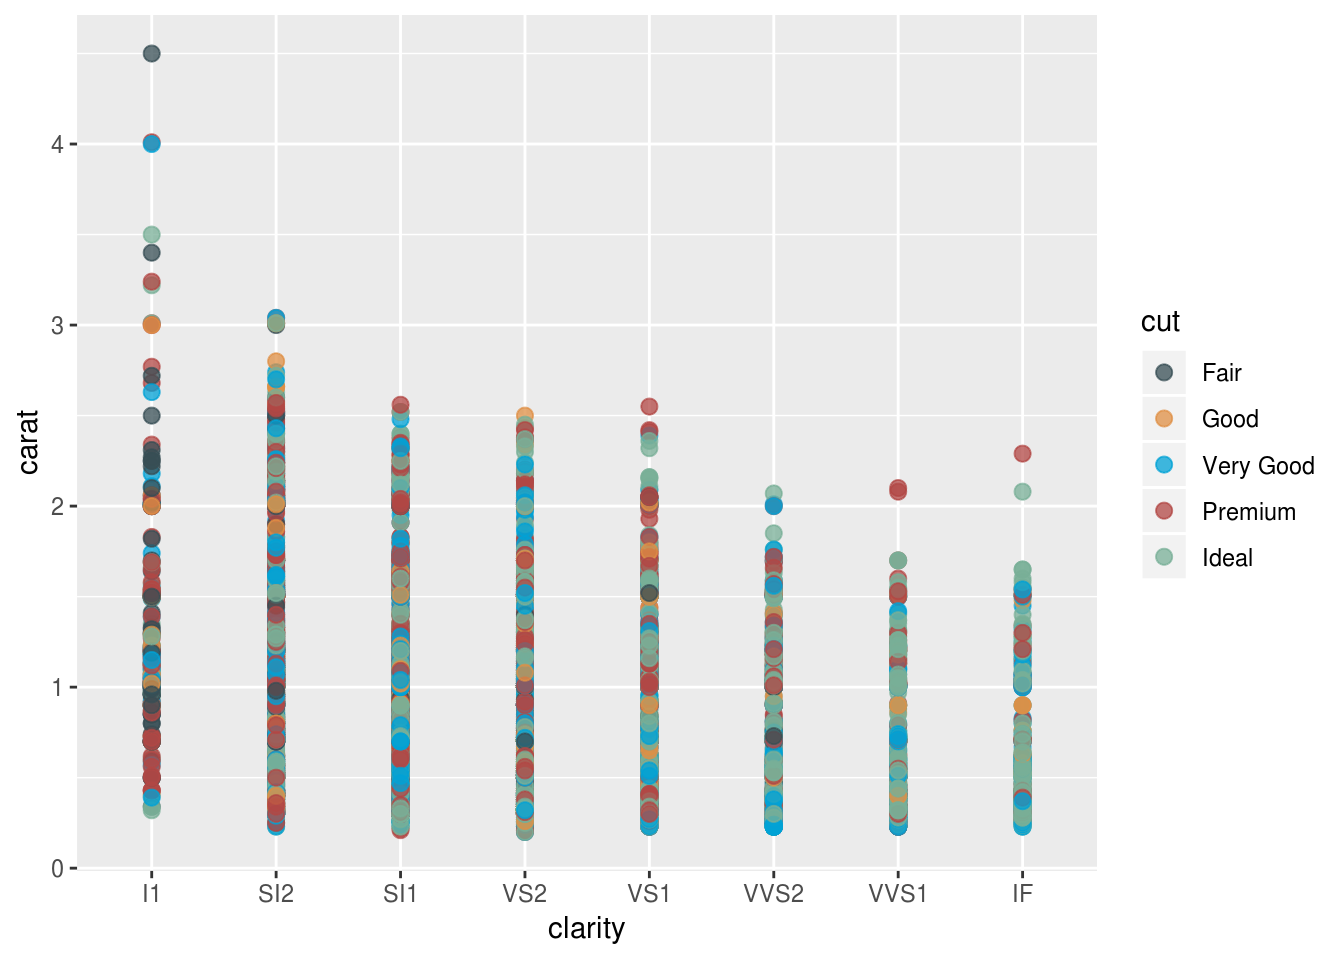 carat
4
3
2
1
0
I1 SI2 SI1 VS2 VS1 VVS2 VVS1 IF
clarity
cut
Fair
Good
Very Good
Premium
Ideal